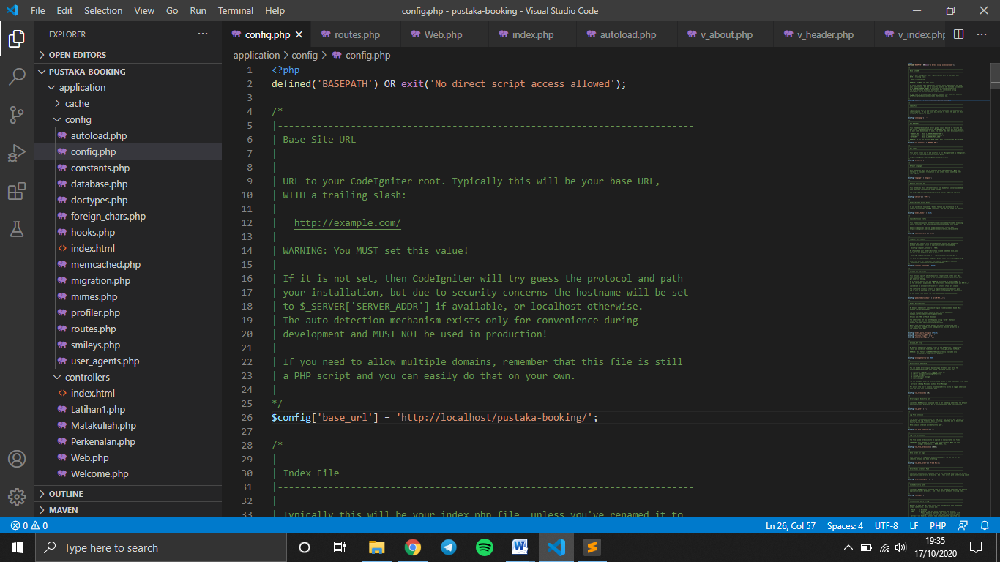 File Edit Selection View Go Run Terminal Help
config.php - pustaka-booking - Visual Studio Code
EXPLORER
config.php
routes.php
Web.php
index.php
autoload.php
v_about.php
v_header.php
v_index.php
OPEN EDITORS
PUSTAKA-BOOKING
application
cache
config
autoload.php
config.php
constants.php
database.php
doctypes.php
foreign_chars.php
hooks.php
index.html
memcached.php
migration.php
mimes.php
profiler.php
routes.php
smileys.php
user_agents.php
controllers
index.html
Latihan1.php
Matakuliah.php
Perkenalan.php
Web.php
Welcome.php
OUTLINE
MAVEN
application > config > config.php
1 <?php
2 defined('BASEPATH') OR exit('No direct script access allowed');
3
4 /*
5 |--------------------------------------------------------------------------
6 | Base Site URL
7 |--------------------------------------------------------------------------
8 |
9 | URL to your CodeIgniter root. Typically this will be your base URL,
10 | WITH a trailing slash:
11 |
12 | http://example.com/
13 |
14 | WARNING: You MUST set this value!
15 |
16 | If it is not set, then CodeIgniter will try guess the protocol and path
17 | your installation, but due to security concerns the hostname will be set
18 | to $_SERVER['SERVER_ADDR'] if available, or localhost otherwise.
19 | The auto-detection mechanism exists only for convenience during
20 | development and MUST NOT be used in production!
21 |
22 | If you need to allow multiple domains, remember that this file is still
23 | a PHP script and you can easily do that on your own.
24 |
25 */
26 $config['base_url'] = 'http://localhost/pustaka-booking/';
27
28 /*
29 |--------------------------------------------------------------------------
30 | Index File
31 |--------------------------------------------------------------------------
32 |
33 | Typically this will be your index.php file, unless you've renamed it to
0 0
Ln 26, Col 57 Spaces: 4 UTF-8 LF PHP
Type here to search
19:35
17/10/2020